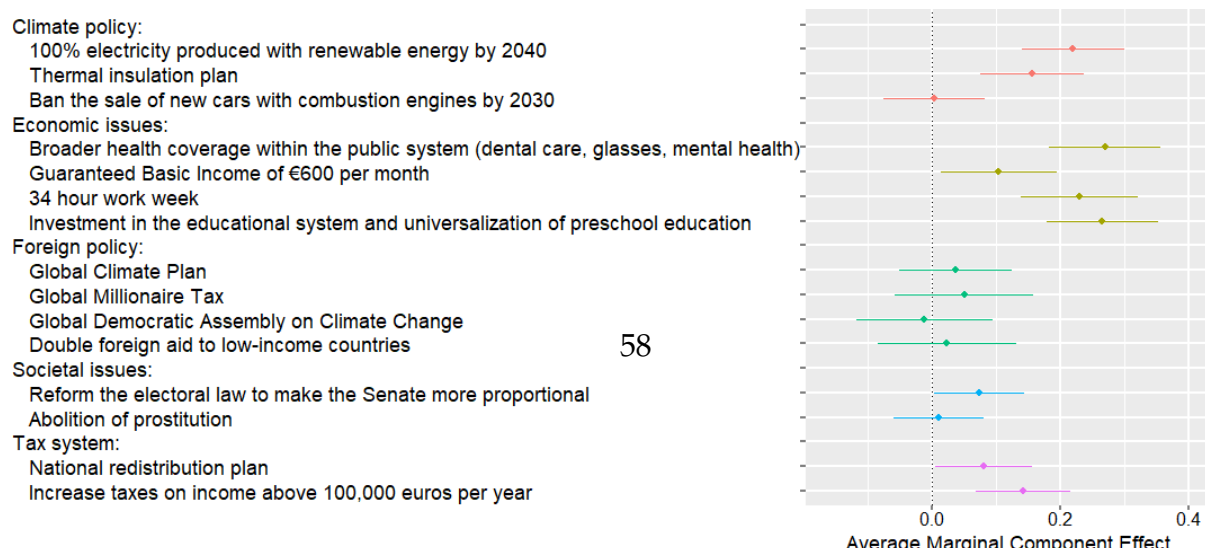 Climate policy:
100% electricity produced with renewable energy by 2040
Thermal insulation plan
Ban the sale of new cars with combustion engines by 2030
Economic issues:
Broader health coverage within the public system (dental care, glasses, mental health)
Guaranteed Basic Income of €600 per month
34 hour work week
Investment in the educational system and universalization of preschool education
Foreign policy:
Global Climate Plan
Global Millionaire Tax
Global Democratic Assembly on Climate Change
Double foreign aid to low-income countries
58
Societal issues:
Reform the electoral law to make the Senate more proportional
Abolition of prostitution
Tax system:
National redistribution plan
Increase taxes on income above 100,000 euros per year
0.0 0.2 0.4
Average Marginal Component Effect